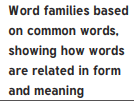 Word families based
on common words,
showing how words
are related in form
and meaning